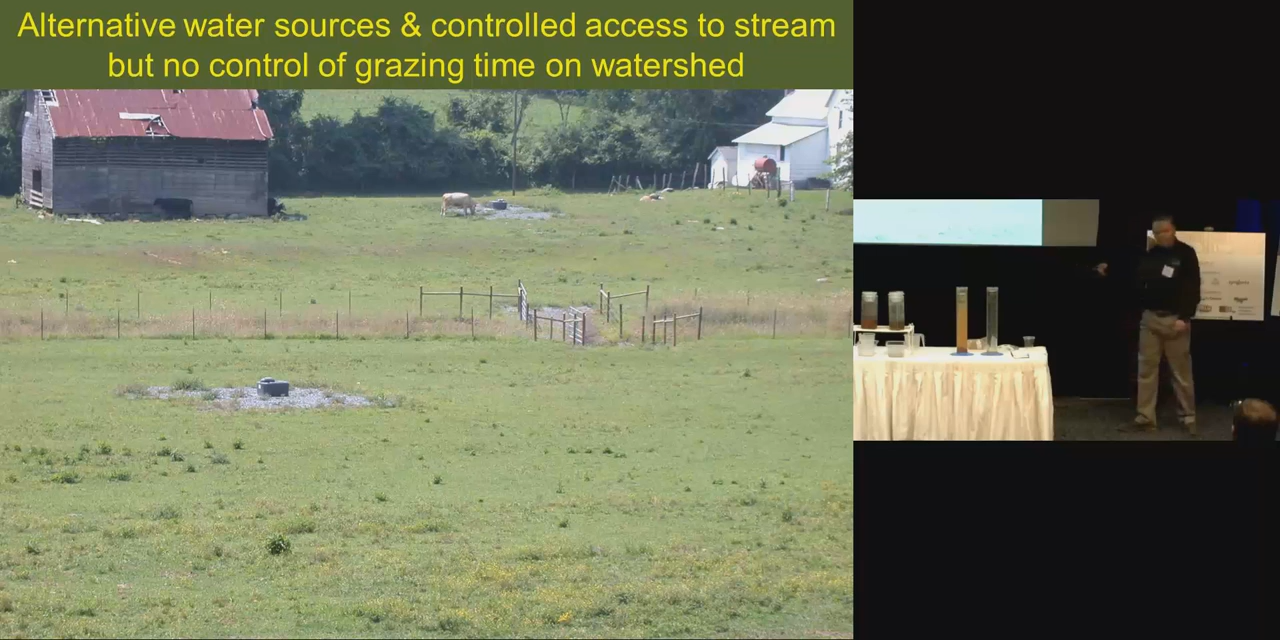 Alternative water sources & controlled access to stream
but no control of grazing time on watershed